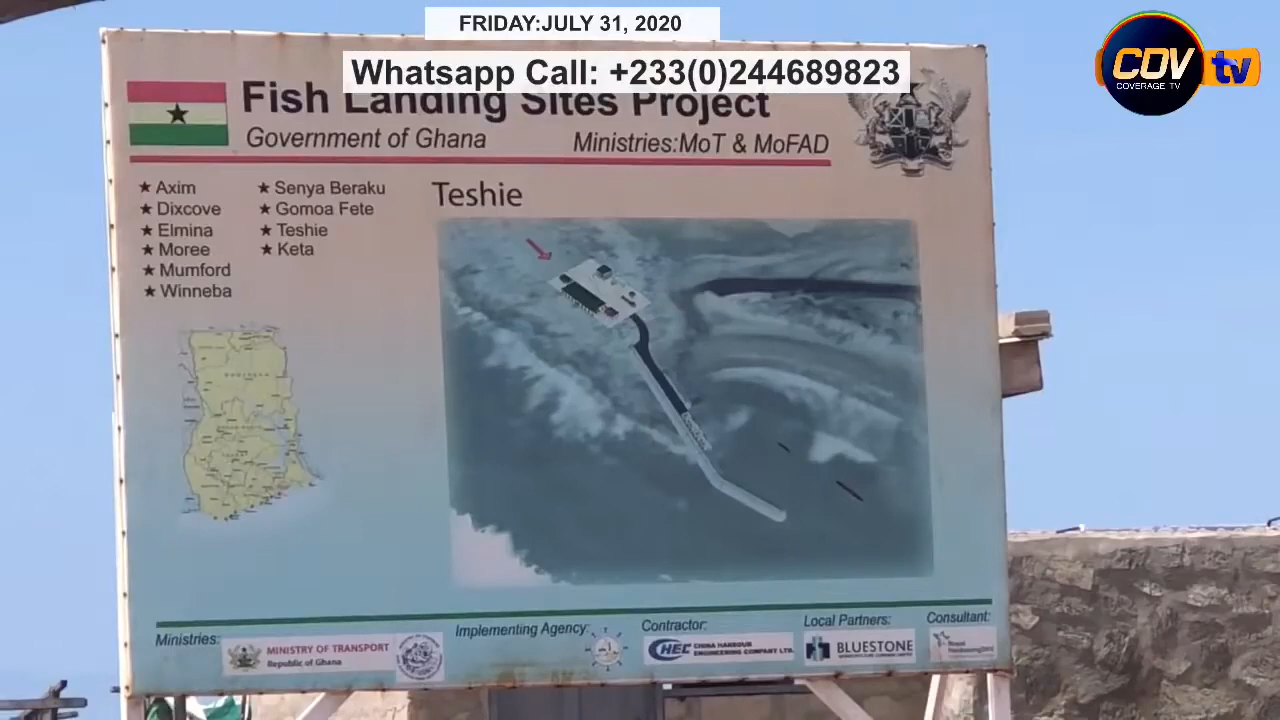 FRIDAY:JULY 31, 2020
Whatsapp Call: +233(0)244689823
CDV tv
COVERAGE TV
Fish Landing Sites Project
Government of Ghana
Ministries:MoT & MoFAD
Axim
Dixcove
Elmina
Moree
Mumford
Winneba
Senya Beraku
Gomoa Fete
Teshie
Keta
Teshie
Ministries:
MINISTRY OF TRANSPORT
Republic of Ghana
Implementing Agency:
Contractor:
CHEC CHINA HARBOUR
ENGINEERING COMPANY LTD.
Local Partners:
BLUESTONE
Consultant:
Royal
HaskoningDHV